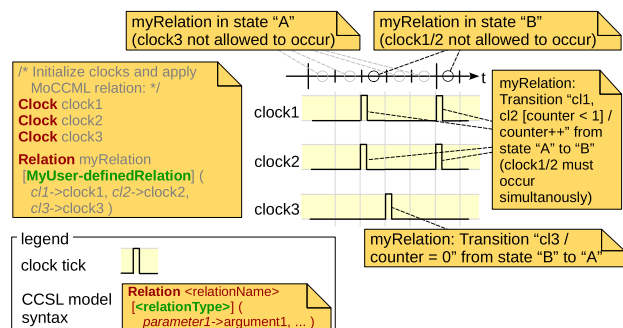 myRelation in state “A”
(clock3 not allowed to occur)
myRelation in state “B”
(clock1/2 not allowed to occur)
/* Initialize clocks and apply
MoCCML relation: */
Clock clock1
Clock clock2
Clock clock3
Relation myRelation
[MyUser-definedRelation] (
cl1->clock1, cl2->clock2,
cl3->clock3 )
t
clock1
clock2
clock3
myRelation:
Transition “cl1,
cl2 [counter < 1] /
counter++” from
state “A” to “B”
(clock1/2 must
occur
simultanously)
myRelation: Transition “cl3 /
counter = 0” from state “B” to “A”
legend
clock tick
CCSL model
syntax
Relation <relationName>
[<relationType>] (
parameter1->argument1, ... )